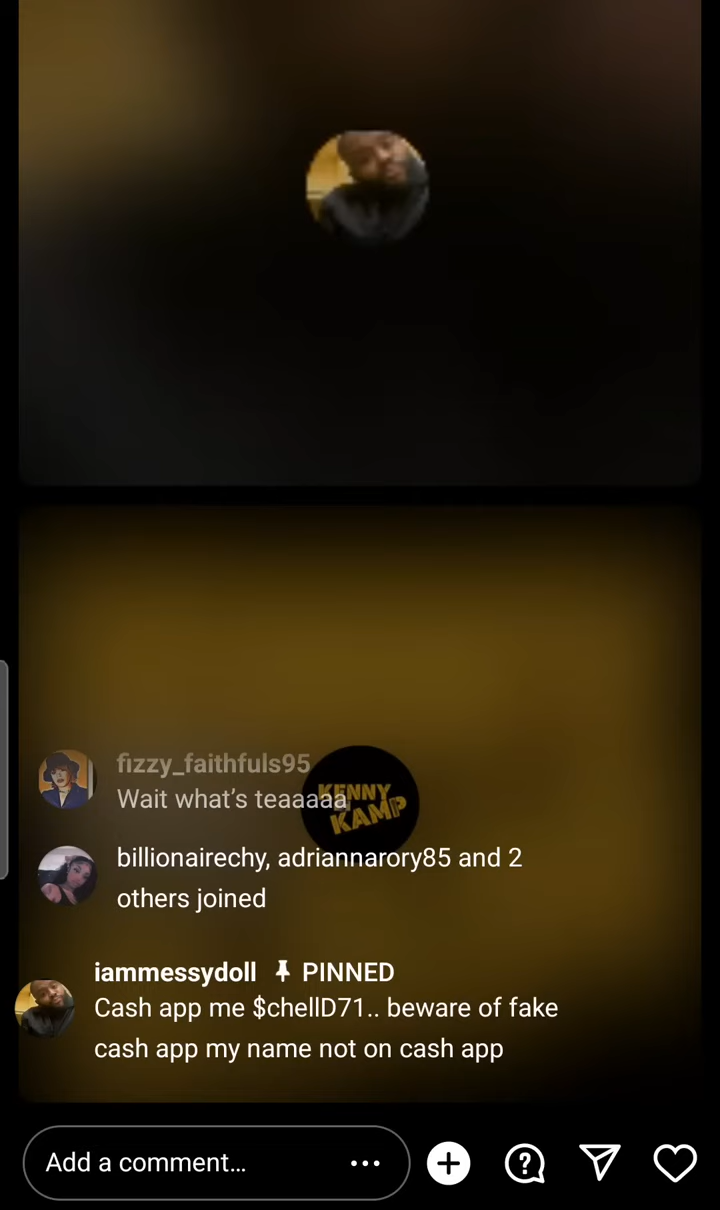 fizzy_faithfuls95
Wait what’s teaaaaa
KENNY
KAMP
billionairechy, adriannarory85 and 2
others joined
iammessydoll PINNED
Cash app me $chellD71.. beware of fake
cash app my name not on cash app
Add a comment...